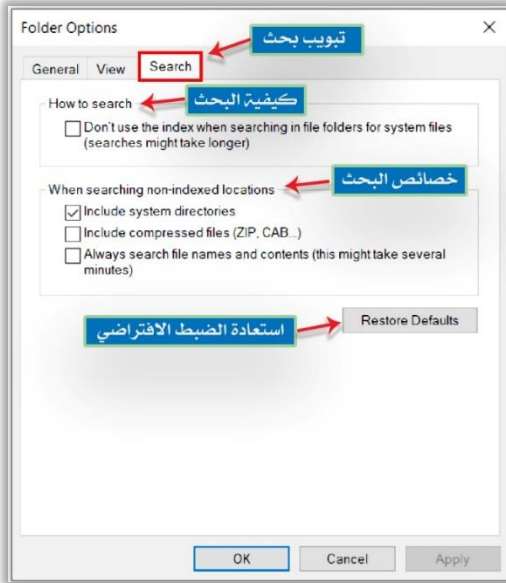 Folder Options
تبويب بحث
General View Search
How to search
كيفية البحث
Don't use the index when searching in file folders for system files
(searches might take longer)
When searching non-indexed locations
خصائص البحث
Include system directories
Include compressed files (ZIP, CAB...)
Always search file names and contents (this might take several
minutes)
استعادة الضبط الافتراضي
Restore Defaults
OK Cancel Apply